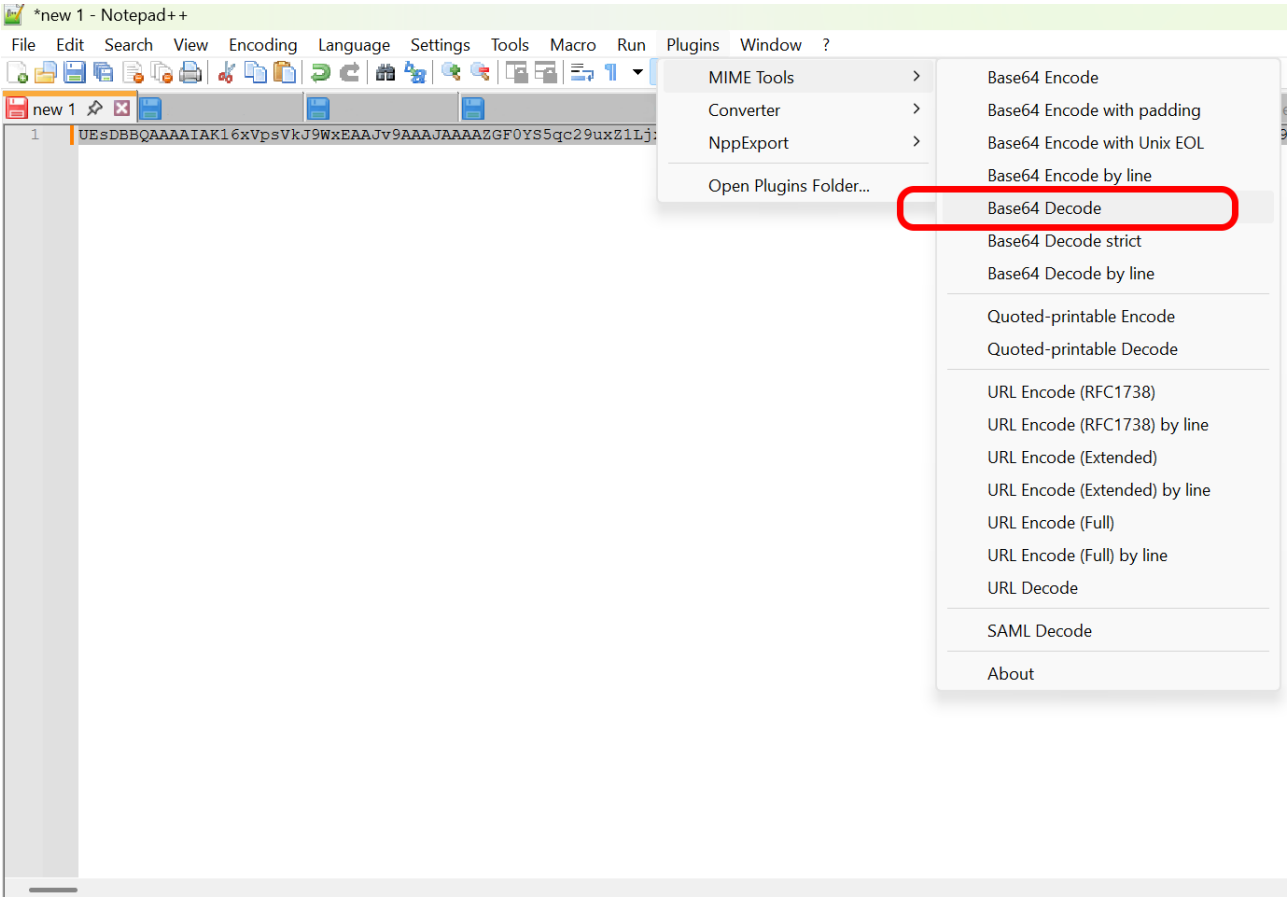 *new 1 - Notepad++
File Edit Search View Encoding Language Settings Tools Macro Run Plugins Window ?
new 1
1 UEsDBBQAAAAIAK16xVpsVkJ9WxEAAJv9AAAJAAAAZGF0YS5qc29uxZ1Lj
MIME Tools
Converter
NppExport
Open Plugins Folder...
Base64 Encode
Base64 Encode with padding
Base64 Encode with Unix EOL
Base64 Encode by line
Base64 Decode
Base64 Decode strict
Base64 Decode by line
Quoted-printable Encode
Quoted-printable Decode
URL Encode (RFC1738)
URL Encode (RFC1738) by line
URL Encode (Extended)
URL Encode (Extended) by line
URL Encode (Full)
URL Encode (Full) by line
URL Decode
SAML Decode
About